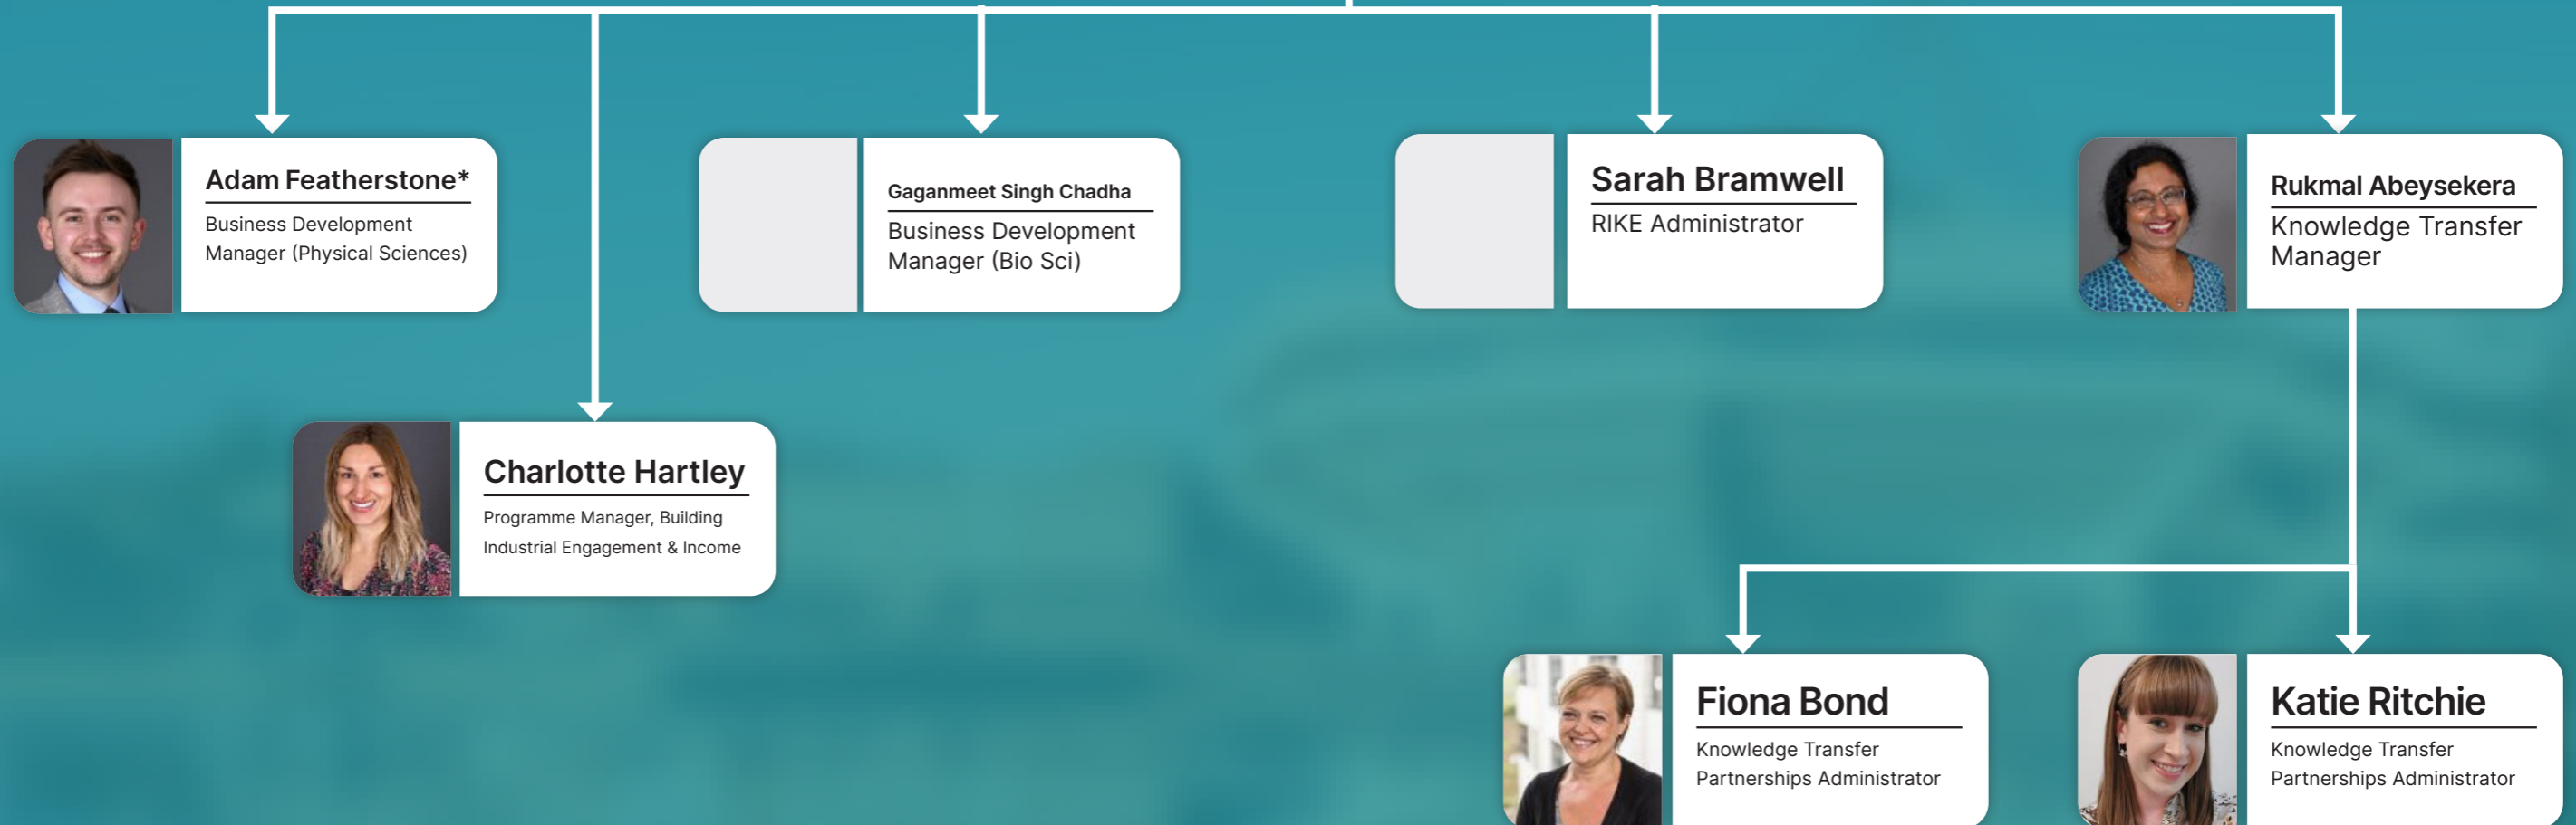 Adam Featherstone*
Business Development
Manager (Physical Sciences)
Gaganmeet Singh Chadha
Business Development
Manager (Bio Sci)
Sarah Bramwell
RIKE Administrator
Rukmal Abeysekera
Knowledge Transfer
Manager
Charlotte Hartley
Programme Manager, Building
Industrial Engagement & Income
Fiona Bond
Knowledge Transfer
Partnerships Administrator
Katie Ritchie
Knowledge Transfer
Partnerships Administrator